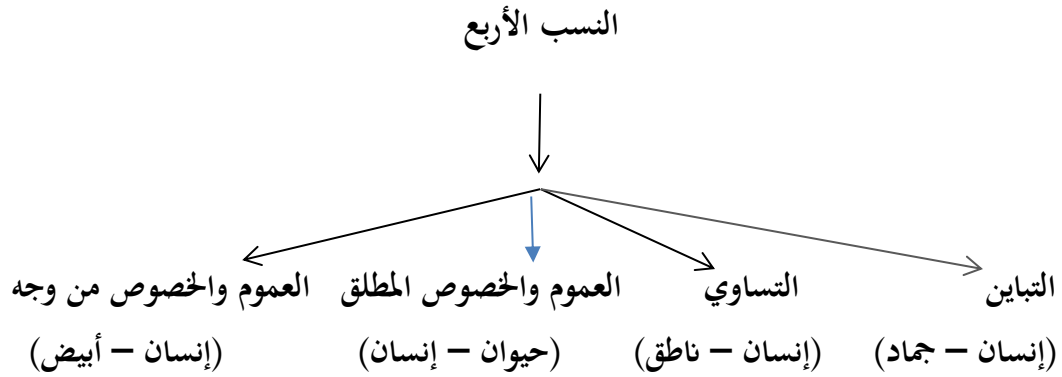 النسب الأربع
التباين التساوي العموم والخصوص المطلق العموم والخصوص من وجه
(إنسان – جماد) (إنسان – ناطق) (حيوان – إنسان) (إنسان – أبيض)